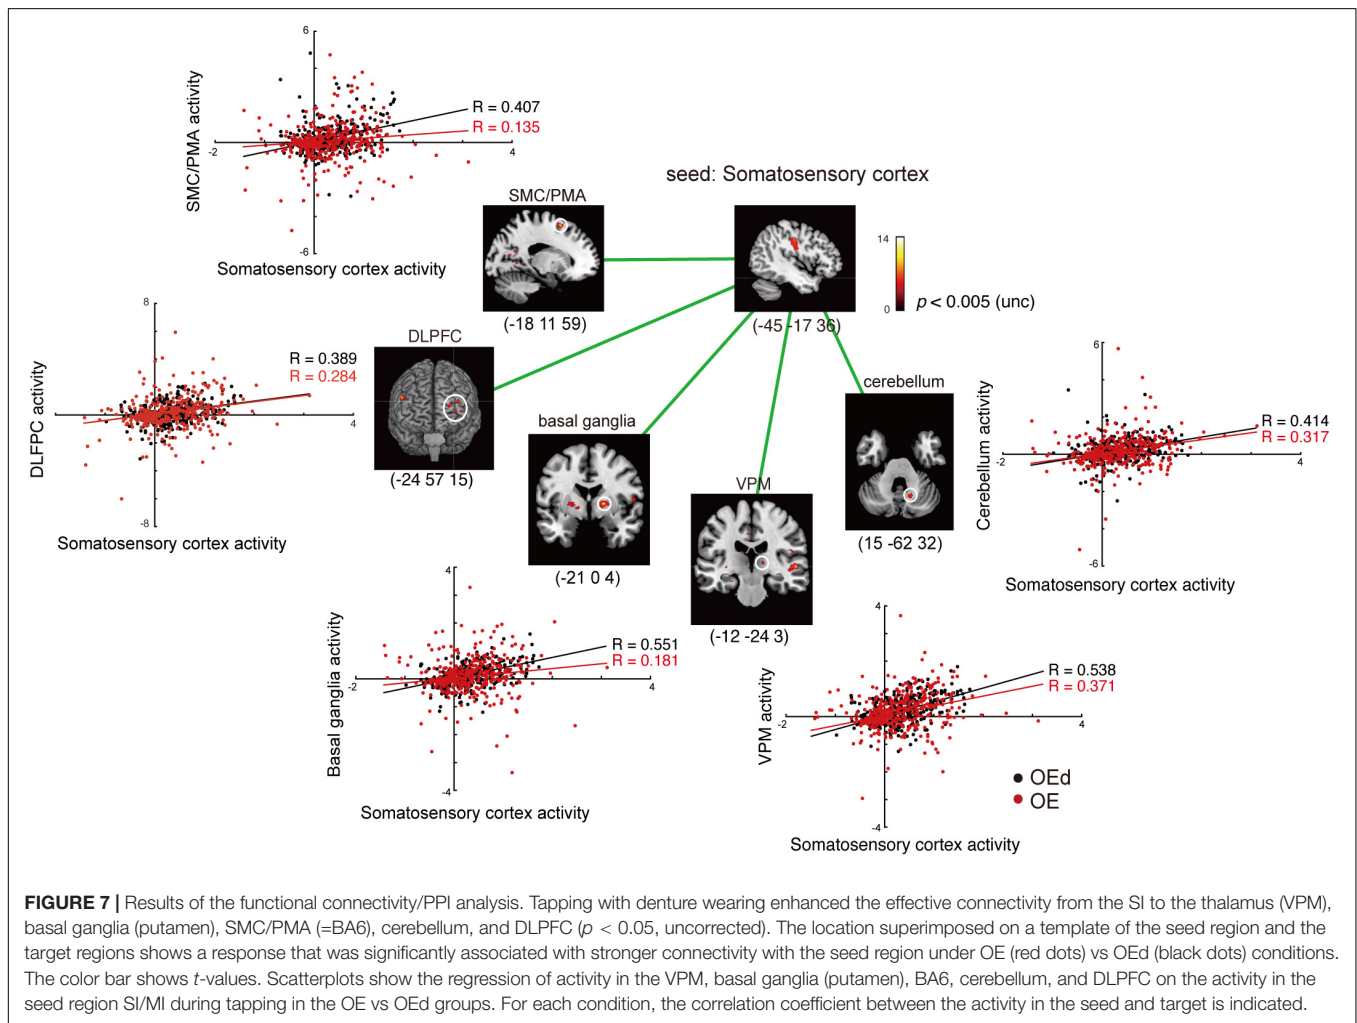 6
SMC/PMA activity
R = 0.407
R = 0.135
-2
4
-6
Somatosensory cortex activity
seed: Somatosensory cortex
SMC/PMA
(-18 11 59)
(-45 -17 36)
14
0
p < 0.005 (unc)
8
DLFPC activity
R = 0.389
R = 0.284
4
-8
Somatosensory cortex activity
DLPFC
(-24 57 15)
basal ganglia
(-21 0 4)
VPM
(-12 -24 3)
cerebellum
(15 -62 32)
6
Cerebellum activity
R = 0.414
R = 0.317
-2
4
-6
Somatosensory cortex activity
4
Basal ganglia activity
R = 0.551
R = 0.181
-2
4
-4
Somatosensory cortex activity
4
VPM activity
R = 0.538
R = 0.371
-2
4
-4
Somatosensory cortex activity
OEd
OE
FIGURE 7 | Results of the functional connectivity/PPI analysis. Tapping with denture wearing enhanced the effective connectivity from the SI to the thalamus (VPM),
basal ganglia (putamen), SMC/PMA (=BA6), cerebellum, and DLPFC (p < 0.05, uncorrected). The location superimposed on a template of the seed region and the
target regions shows a response that was significantly associated with stronger connectivity with the seed region under OE (red dots) vs OEd (black dots) conditions.
The color bar shows t-values. Scatterplots show the regression of activity in the VPM, basal ganglia (putamen), BA6, cerebellum, and DLPFC on the activity in the
seed region SI/MI during tapping in the OE vs OEd groups. For each condition, the correlation coefficient between the activity in the seed and target is indicated.